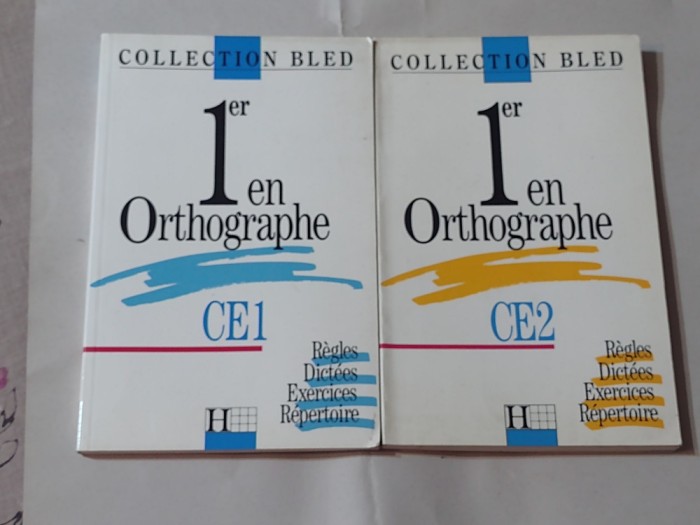 COLLECTION BLED
1er en
Orthographe
CE1
Règles
Dictées
Exercices
Répertoire
H
COLLECTION BLED
1er en
Orthographe
CE2
Règles
Dictées
Exercices
Répertoire
H